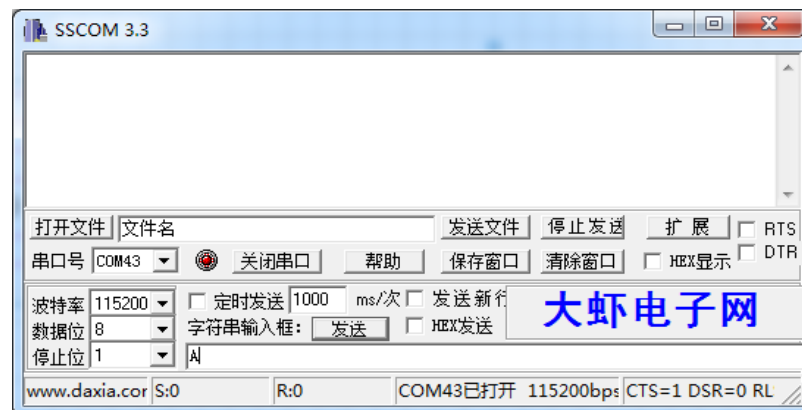 SSCOM 3.3
打开文件 文件名 发送文件 停止发送 扩展 RTS
串口号 COM43 关闭串口 帮助 保存窗口 清除窗口 HEX显示 DTR
波特率 115200 定时发送 1000 ms/次 发送新行 大虾电子网
数据位 8 字符串输入框: 发送 HEX发送
停止位 1 A
www.daxia.cor S:0 R:0 COM43已打开 115200bps CTS=1 DSR=0 RL